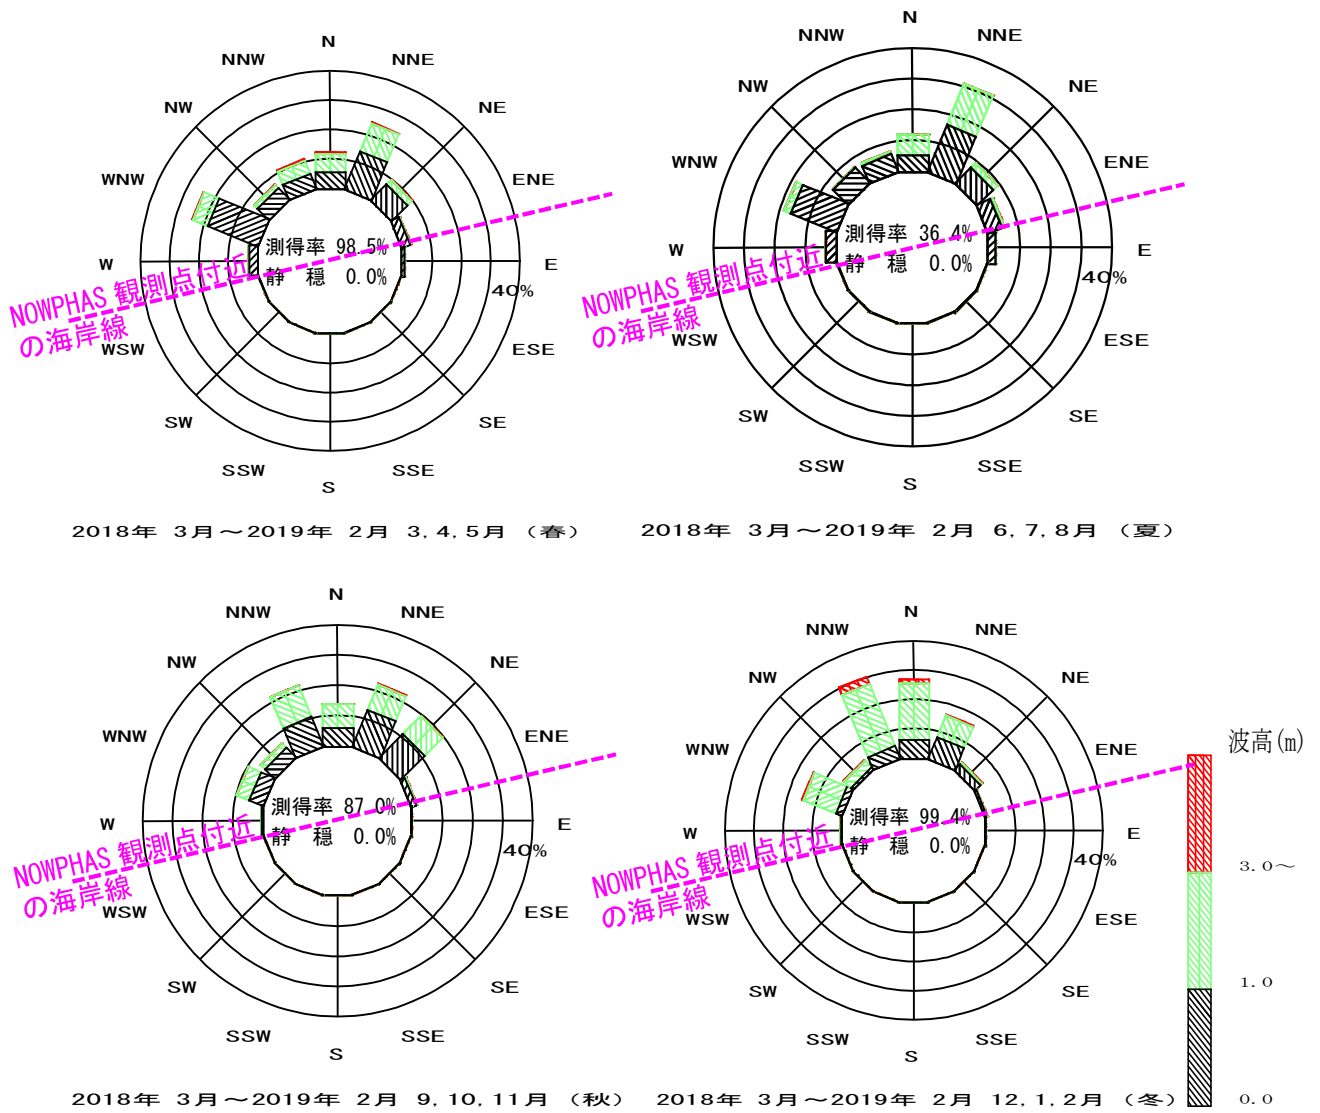 N
NNW
NNE
NW
NE
WNW
ENE
測得率 98.5%
W
E
静　穏 0.0%
40%
NOWPHAS 観測点付近
の海岸線
WSW
ESE
SW
SE
SSW
SSE
S
2018年 3月～2019年 2月 3,4,5月 （春）
N
NNW
NNE
NW
NE
WNW
ENE
測得率 36.4%
W
E
静　穏 0.0%
40%
NOWPHAS 観測点付近
の海岸線
WSW
ESE
SW
SE
SSW
SSE
S
2018年 3月～2019年 2月 6,7,8月 （夏）
N
NNW
NNE
NW
NE
WNW
ENE
測得率 87.0%
W
E
静　穏 0.0%
40%
NOWPHAS 観測点付近
の海岸線
WSW
ESE
SW
SE
SSW
SSE
S
2018年 3月～2019年 2月 9,10,11月 （秋）
N
NNW
NNE
NW
NE
WNW
ENE
測得率 99.4%
W
E
静　穏 0.0%
40%
NOWPHAS 観測点付近
の海岸線
WSW
ESE
SW
SE
SSW
SSE
S
2018年 3月～2019年 2月 12,1,2月 （冬）
波高(m)
3.0～
1.0
0.0